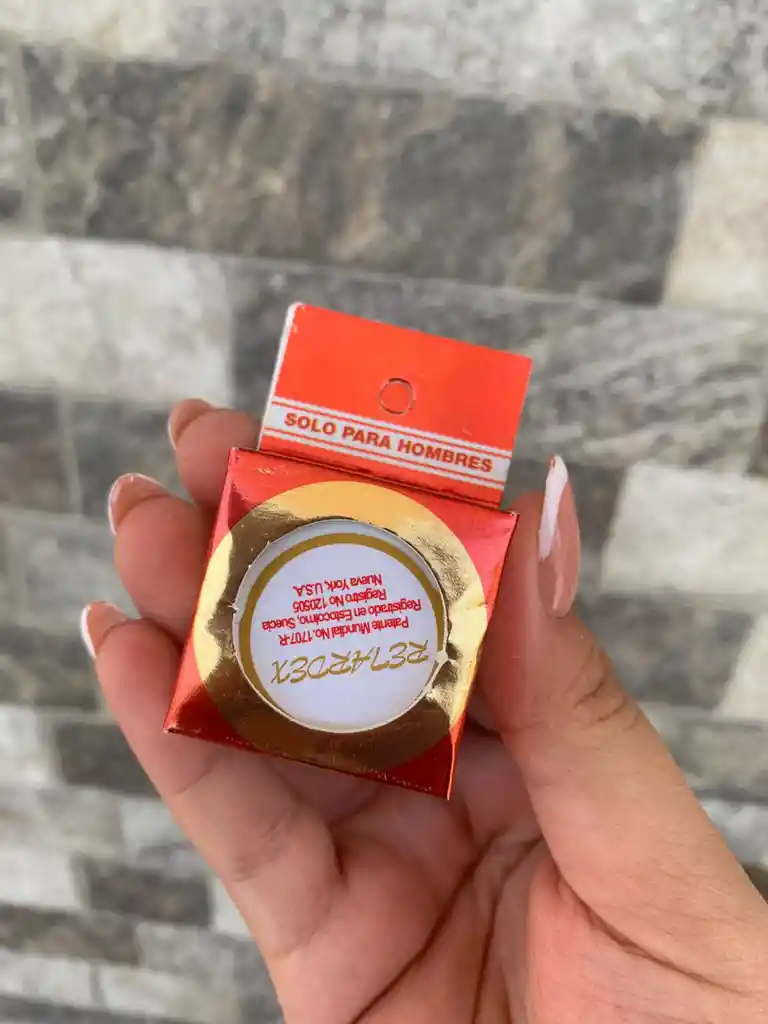 SOLO PARA HOMBRES
RETARDEX
Patente Mundial No. 1707-R
Registrado en Estocolmo, Suecia
Registro No 120505
Nueva York, U.S.A.